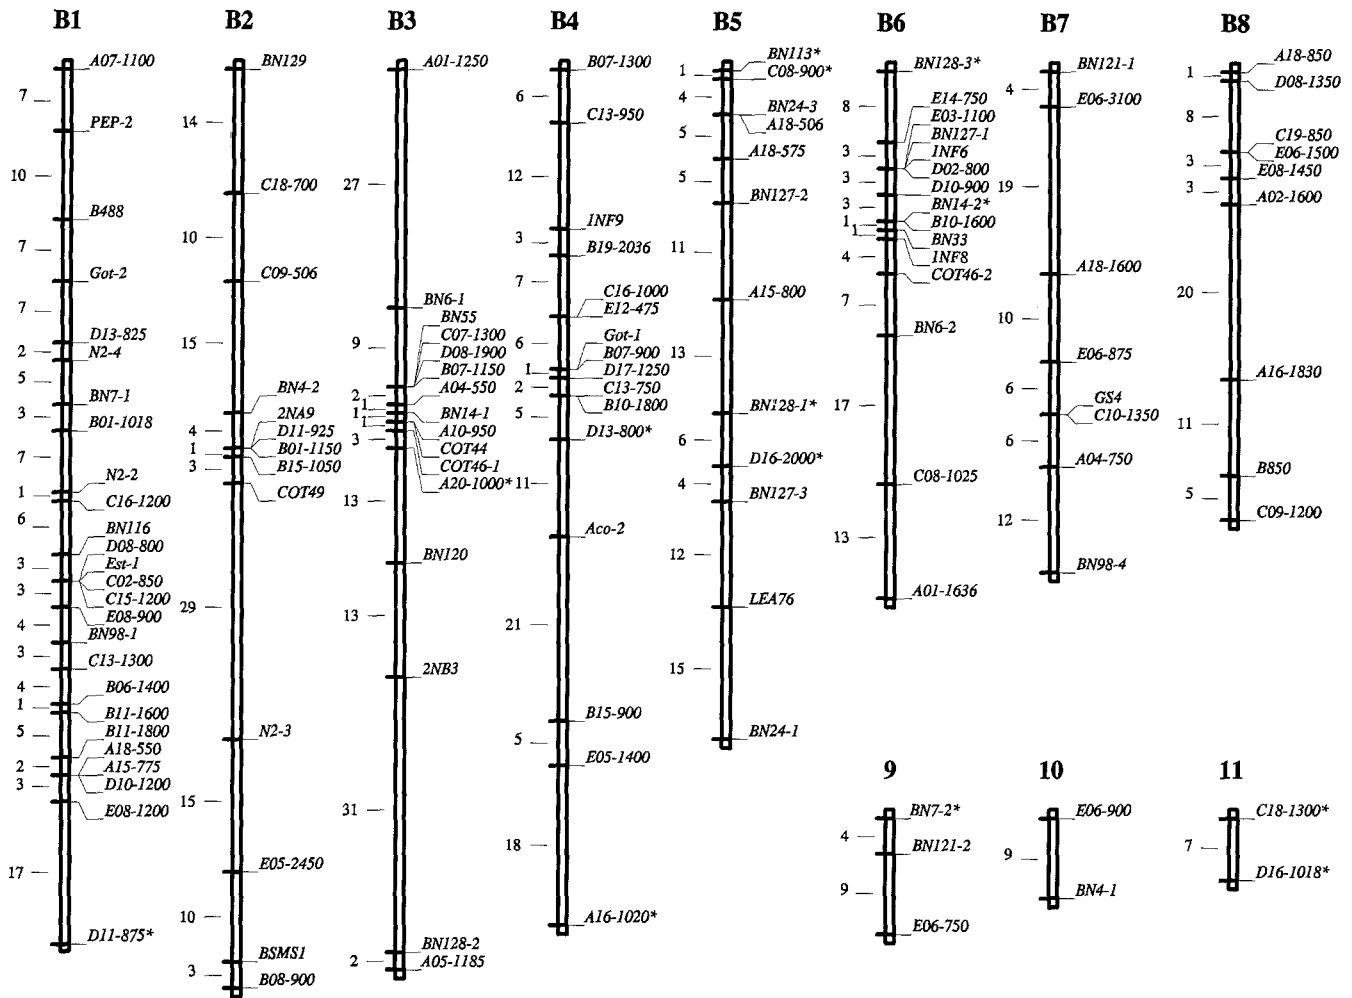 B1
7
10
7
7
2
5
3
7
1
6
3
3
4
3
4
1
5
2
3
17
A07-1100
PEP-2
B488
Got-2
D13-825
N2-4
BN7-1
B01-1018
N2-2
C16-1200
BN116
D08-800
Est-1
C02-850
C15-1200
E08-900
BN98-1
C13-1300
B06-1400
B11-1600
B11-1800
A18-550
A15-775
D10-1200
E08-1200
D11-875*
B2
14
10
15
4
1
3
29
15
10
3
BN129
C18-700
C09-506
BN4-2
2NA9
D11-925
B01-1150
B15-1050
COT49
N2-3
E05-2450
BSMS1
B08-900
B3
27
9
2
1
1
1
3
13
13
31
2
A01-1250
BN6-1
BN55
C07-1300
D08-1900
B07-1150
A04-550
BN14-1
A10-950
COT44
COT46-1
A20-1000*
BN120
2NB3
BN128-2
A05-1185
B4
6
12
3
7
6
1
2
5
11
21
5
18
B07-1300
C13-950
1NF9
B19-2036
C16-1000
E12-475
Got-1
B07-900
D17-1250
C13-750
B10-1800
D13-800*
Aco-2
B15-900
E05-1400
A16-1020*
B5
1
4
5
5
11
13
6
4
12
15
BN113*
C08-900*
BN24-3
A18-506
A18-575
BN127-2
A15-800
BN128-1*
D16-2000*
BN127-3
LEA76
BN24-1
B6
8
3
3
3
1
1
4
7
17
13
BN128-3*
E14-750
E03-1100
BN127-1
1NF6
D02-800
D10-900
BN14-2*
B10-1600
BN33
1NF8
COT46-2
BN6-2
C08-1025
A01-1636
B7
4
19
10
6
6
12
BN121-1
E06-3100
A18-1600
E06-875
GS4
C10-1350
A04-750
BN98-4
B8
1
8
3
3
20
11
5
A18-850
D08-1350
C19-850
E06-1500
E08-1450
A02-1600
A16-1830
B850
C09-1200
9
4
9
BN7-2*
BN121-2
E06-750
10
9
E06-900
BN4-1
11
7
C18-1300*
D16-1018*